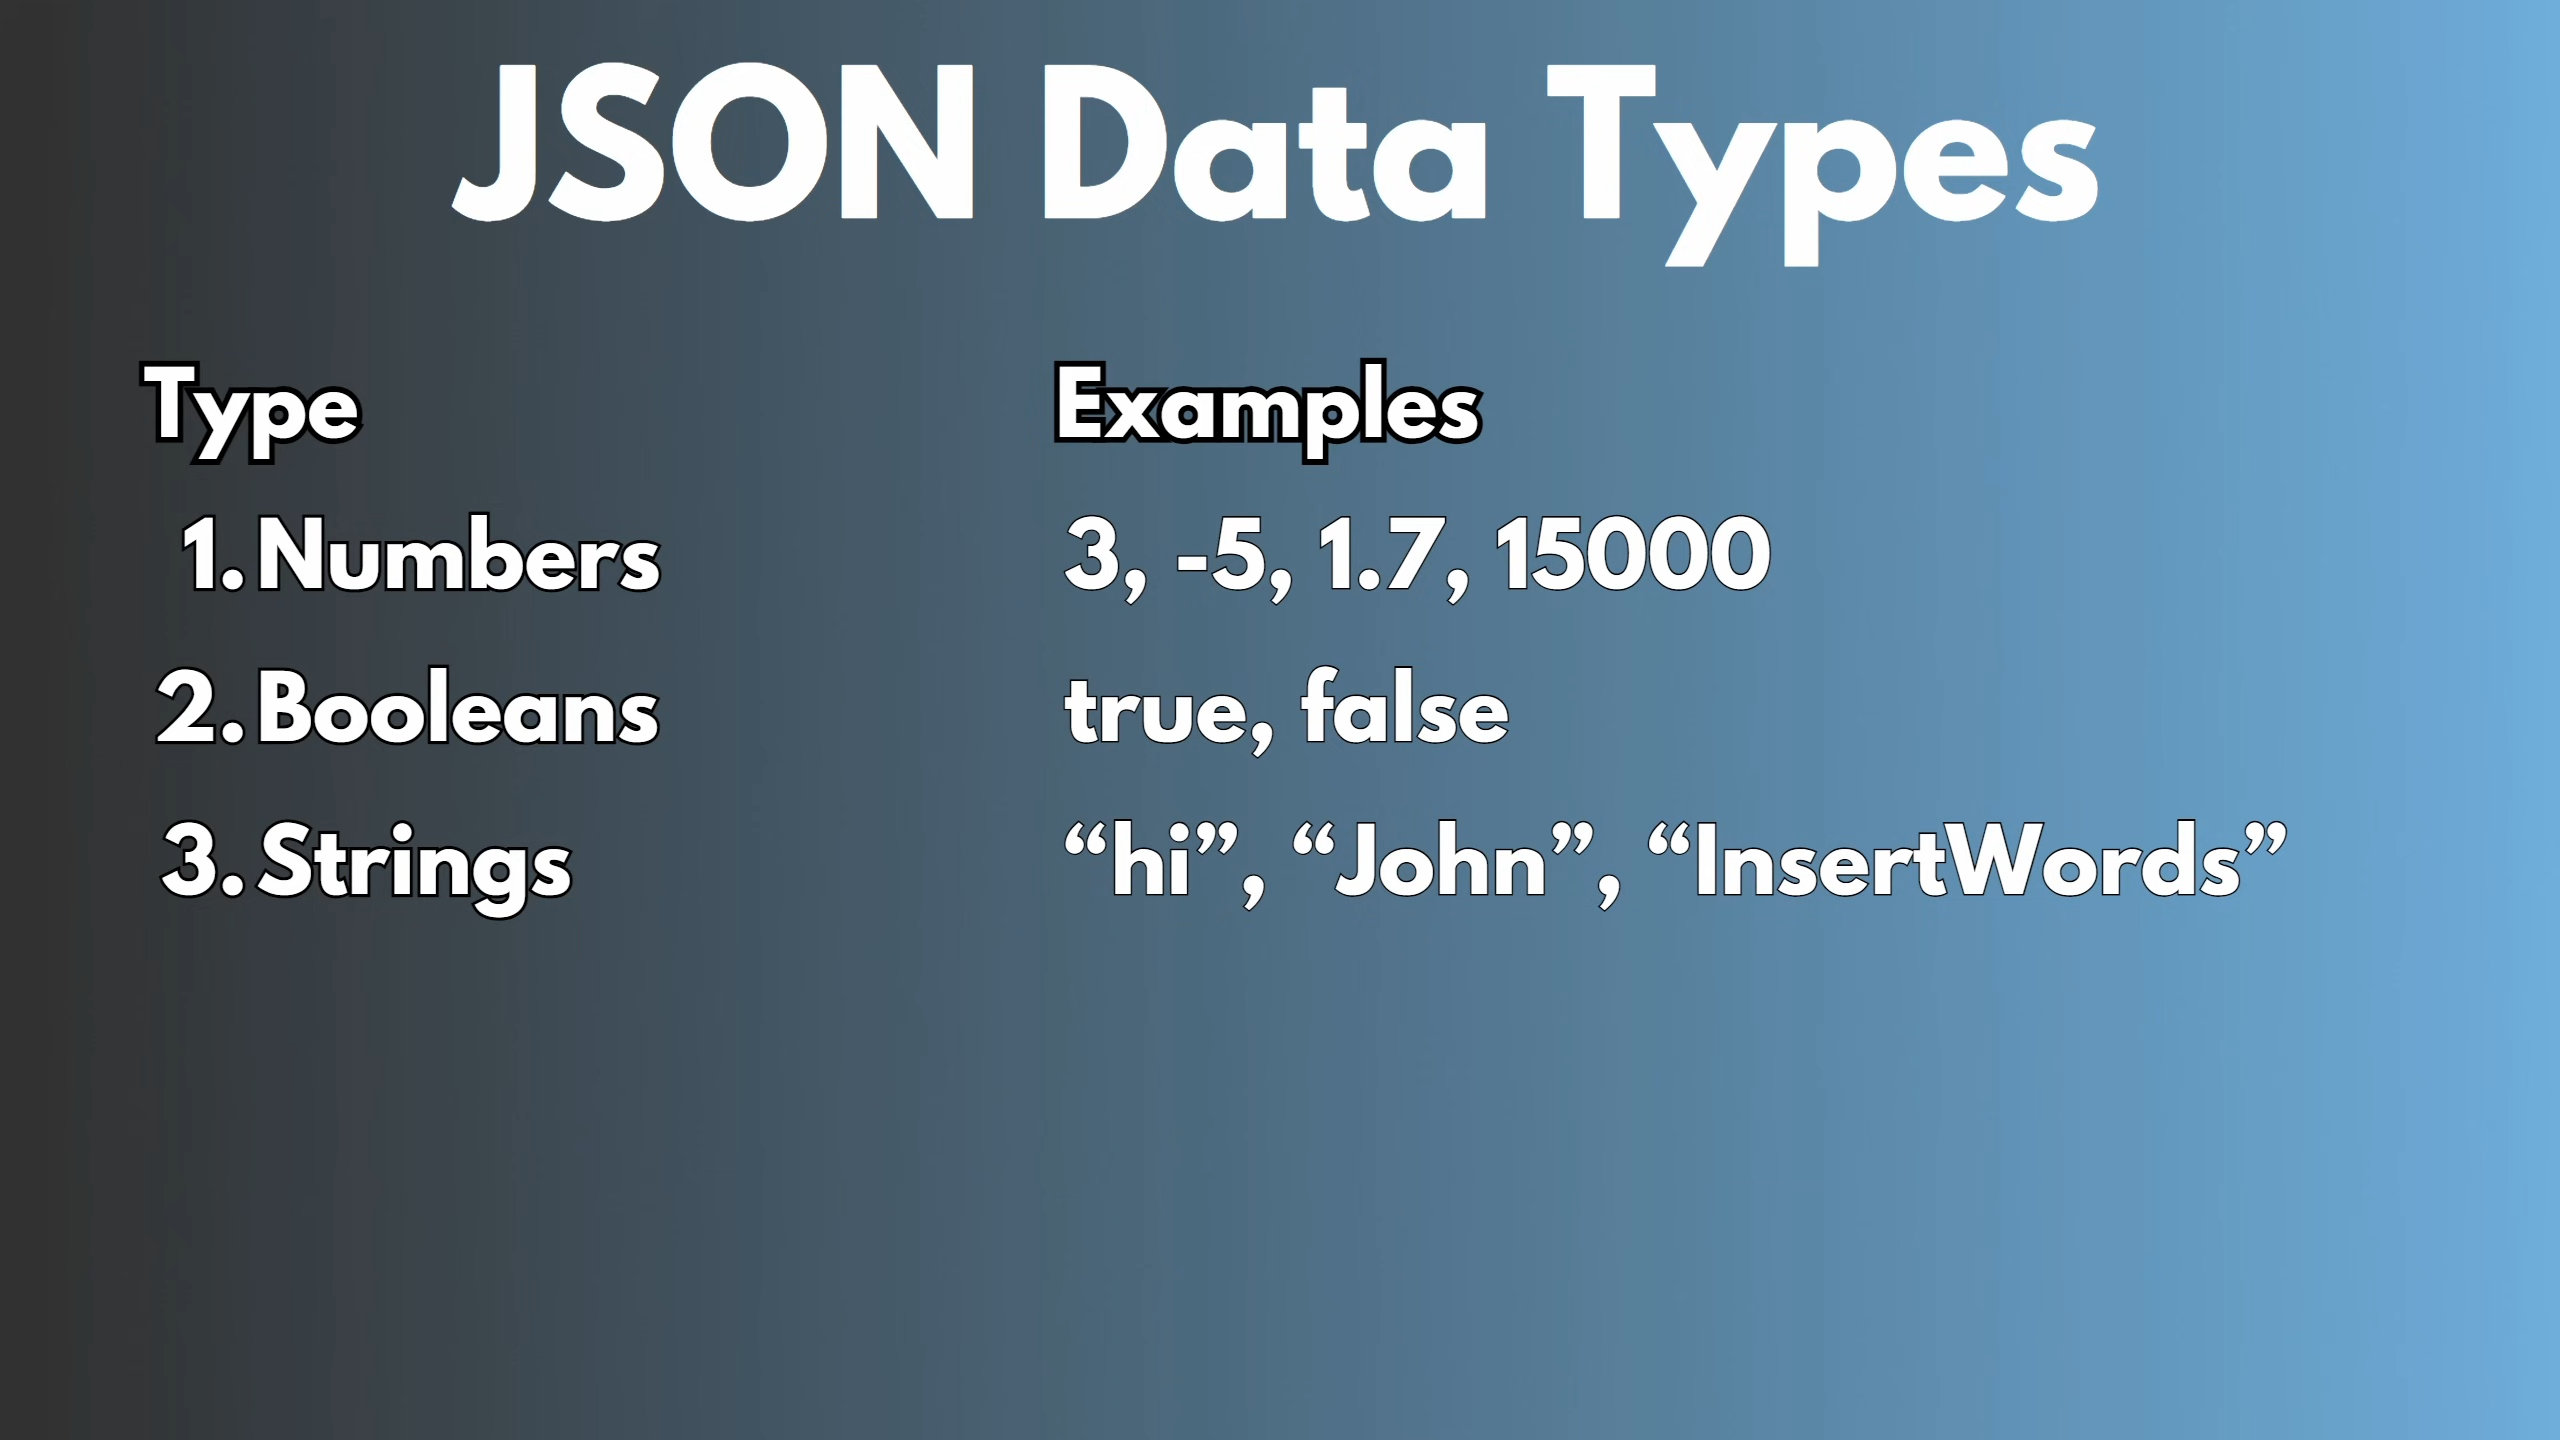 JSON Data Types
Type Examples
1. Numbers 3, -5, 1.7, 15000
2. Booleans true, false
3. Strings “hi”, “John”, “InsertWords”